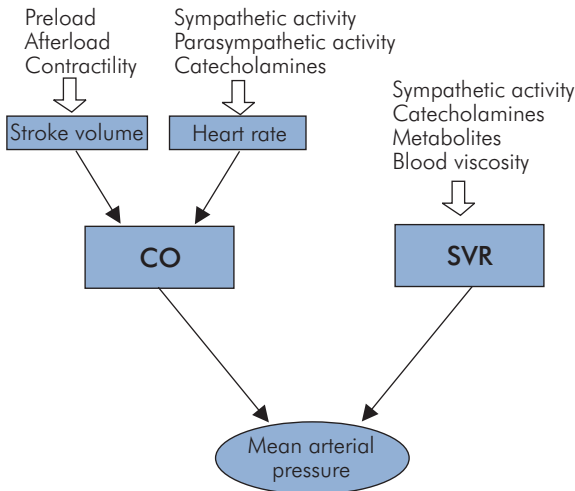 Preload
Afterload
Contractility
Sympathetic activity
Parasympathetic activity
Catecholamines
Sympathetic activity
Catecholamines
Metabolites
Blood viscosity
Stroke volume
Heart rate
CO
SVR
Mean arterial
pressure